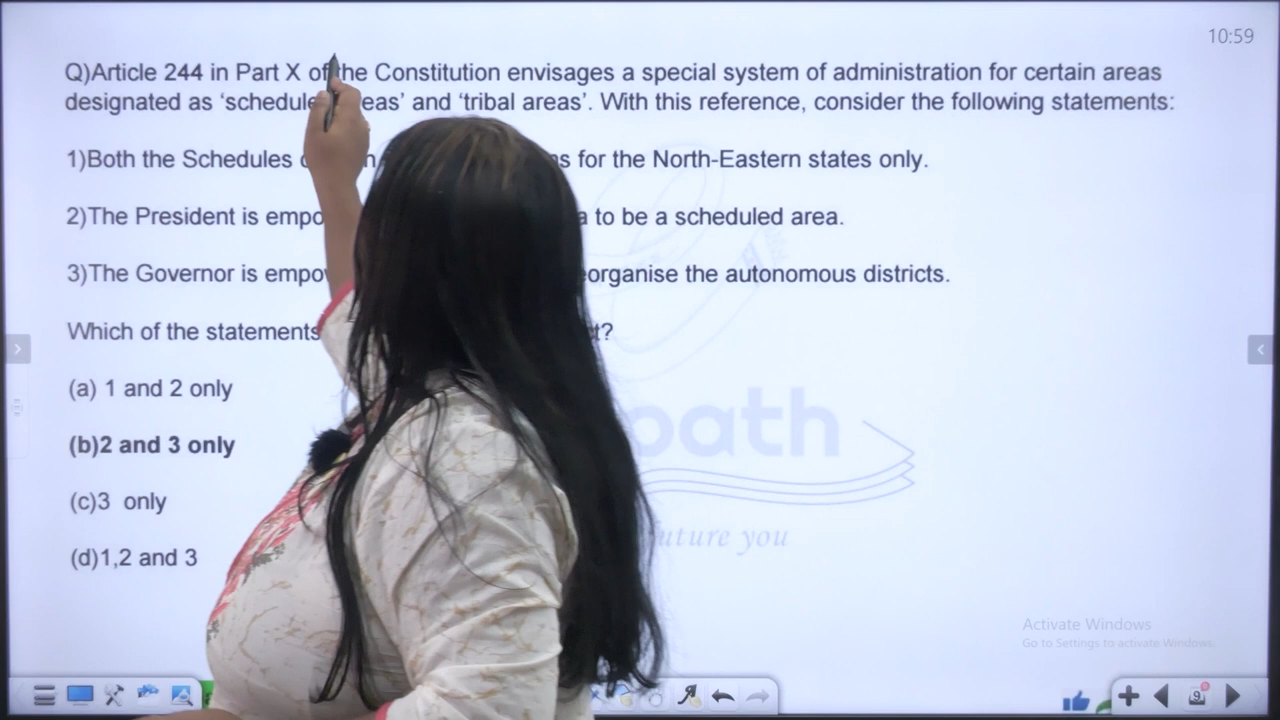 10:59
Q)Article 244 in Part X of the Constitution envisages a special system of administration for certain areas
designated as 'schedule eas' and 'tribal areas'. With this reference, consider the following statements:
1)Both the Schedules for the North-Eastern states only.
2)The President is to be a scheduled area.
3)The Governor is the autonomous districts.
Which of the statements
(a) 1 and 2 only
(b)2 and 3 only
(c)3 only
(d)1,2 and 3
path
uture you
Activate Windows
Go to Settings to activate Windows.
9